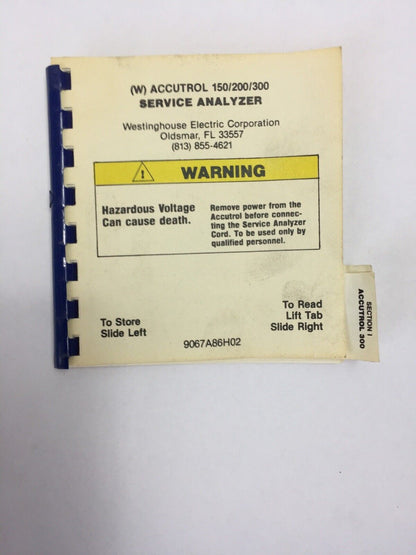 (W) ACCUTROL 150/200/300
SERVICE ANALYZER
Westinghouse Electric Corporation
Oldsmar, FL 33557
(813) 855-4621
WARNING
Hazardous Voltage
Can cause death.
Remove power from the
Accutrol before connec-
ting the Service Analyzer
Cord. To be used only by
qualified personnel.
To Store
Slide Left
To Read
Lift Tab
Slide Right
9067A86H02
SECTION I
ACCUTROL 300